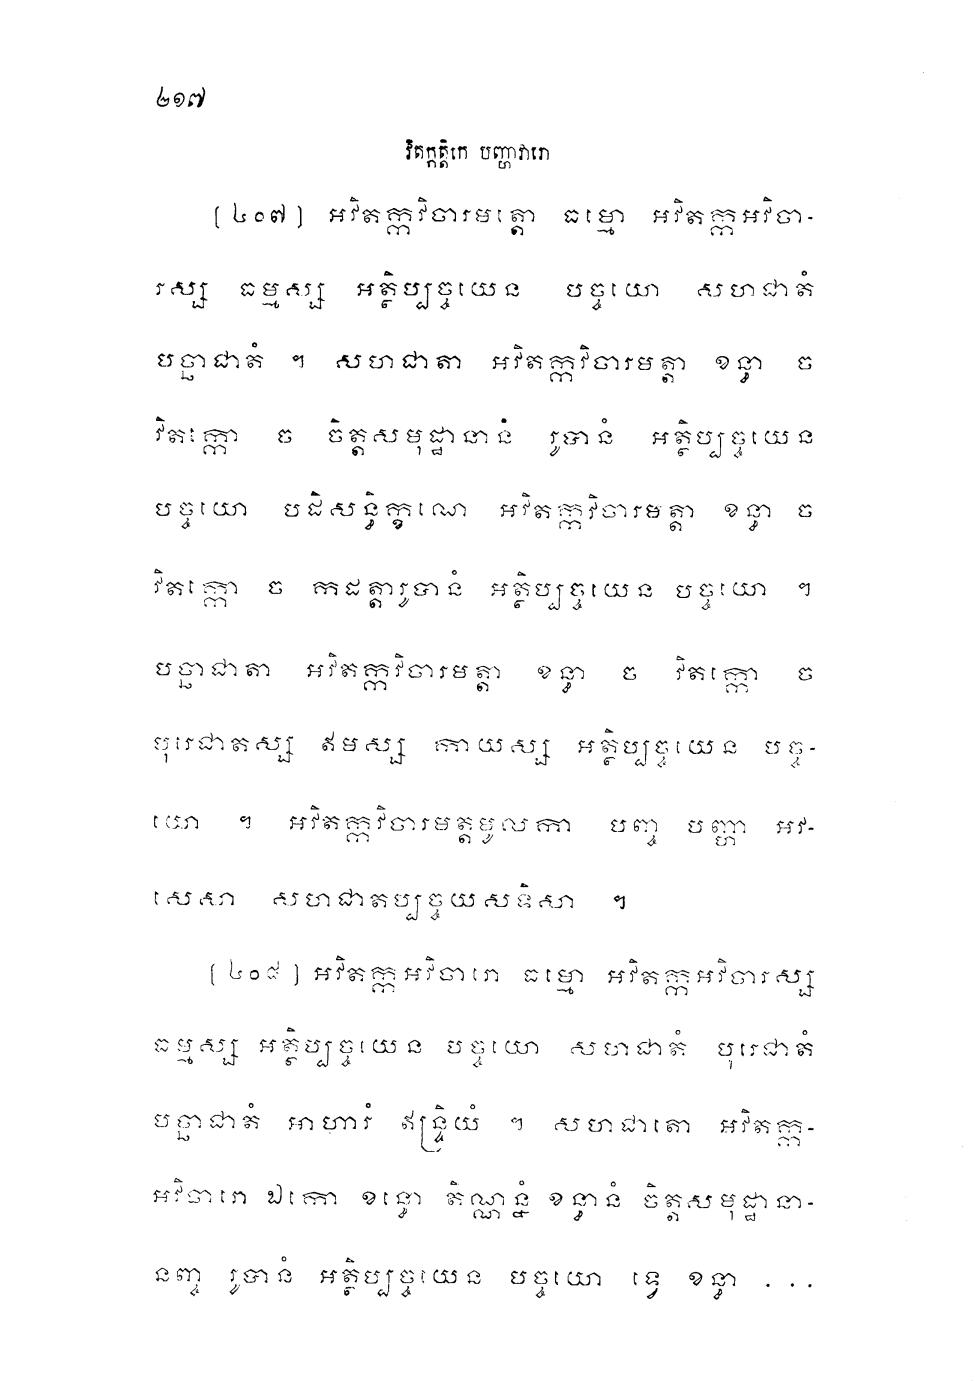 ២១៧
វិតក្កត្តិកេ បញ្ហាវារោ
[៤០៧] អវិតក្កវិចារមត្តោ ធម្មោ អវិតក្កអវិចា-
រស្ស ធម្មស្ស អត្ថិប្បច្ចយេន បច្ចយោ សហជាតំ
បច្ឆាជាតំ ។ សហជាតា អវិតក្កវិចារមត្តា ខន្ធា ច
វិតក្កោ ច ចិត្តសមុដ្ឋានានំ រូបានំ អត្ថិប្បច្ចយេន
បច្ចយោ បដិសន្ធិក្ខណេ អវិតក្កវិចារមត្តា ខន្ធា ច
វិតក្កោ ច កដត្តារូបានំ អត្ថិប្បច្ចយេន បច្ចយោ ។
បច្ឆាជាតា អវិតក្កវិចារមត្តា ខន្ធា ច វិតក្កោ ច
បុរេជាតស្ស ឥមស្ស កាយស្ស អត្ថិប្បច្ចយេន បច្ច-
យោ ។ អវិតក្កវិចារមត្តមូលកា បញ្ច បញ្ហា អវ-
សេសា សហជាតប្បច្ចយសទិសា ។
[៤០៨] អវិតក្កអវិចារោ ធម្មោ អវិតក្កអវិចារស្ស
ធម្មស្ស អត្ថិប្បច្ចយេន បច្ចយោ សហជាតំ បុរេជាតំ
បច្ឆាជាតំ អាហារំ ឥន្ទ្រិយំ ។ សហជាតោ អវិតក្ក-
អវិចារោ ឯកោ ខន្ធោ តិណ្ណន្នំ ខន្ធានំ ចិត្តសមុដ្ឋានា-
នញ្ច រូបានំ អត្ថិប្បច្ចយេន បច្ចយោ ទ្វេ ខន្ធា ...